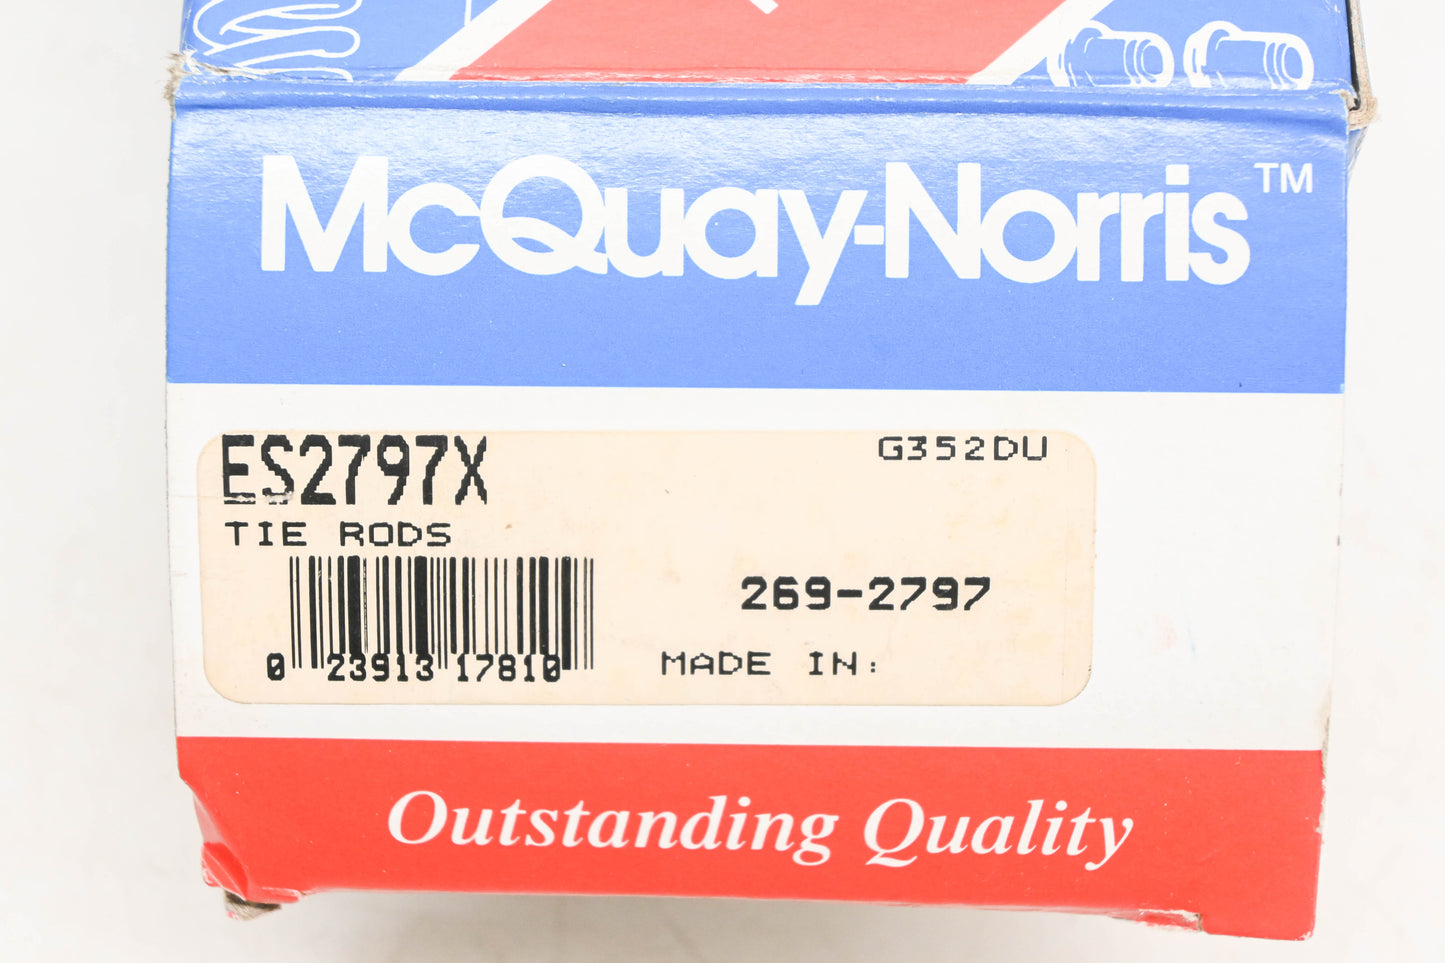 McQuay-Norris™
ES2797X
G352DU
TIE RODS
269-2797
0 23913 17810
MADE IN:
Outstanding Quality